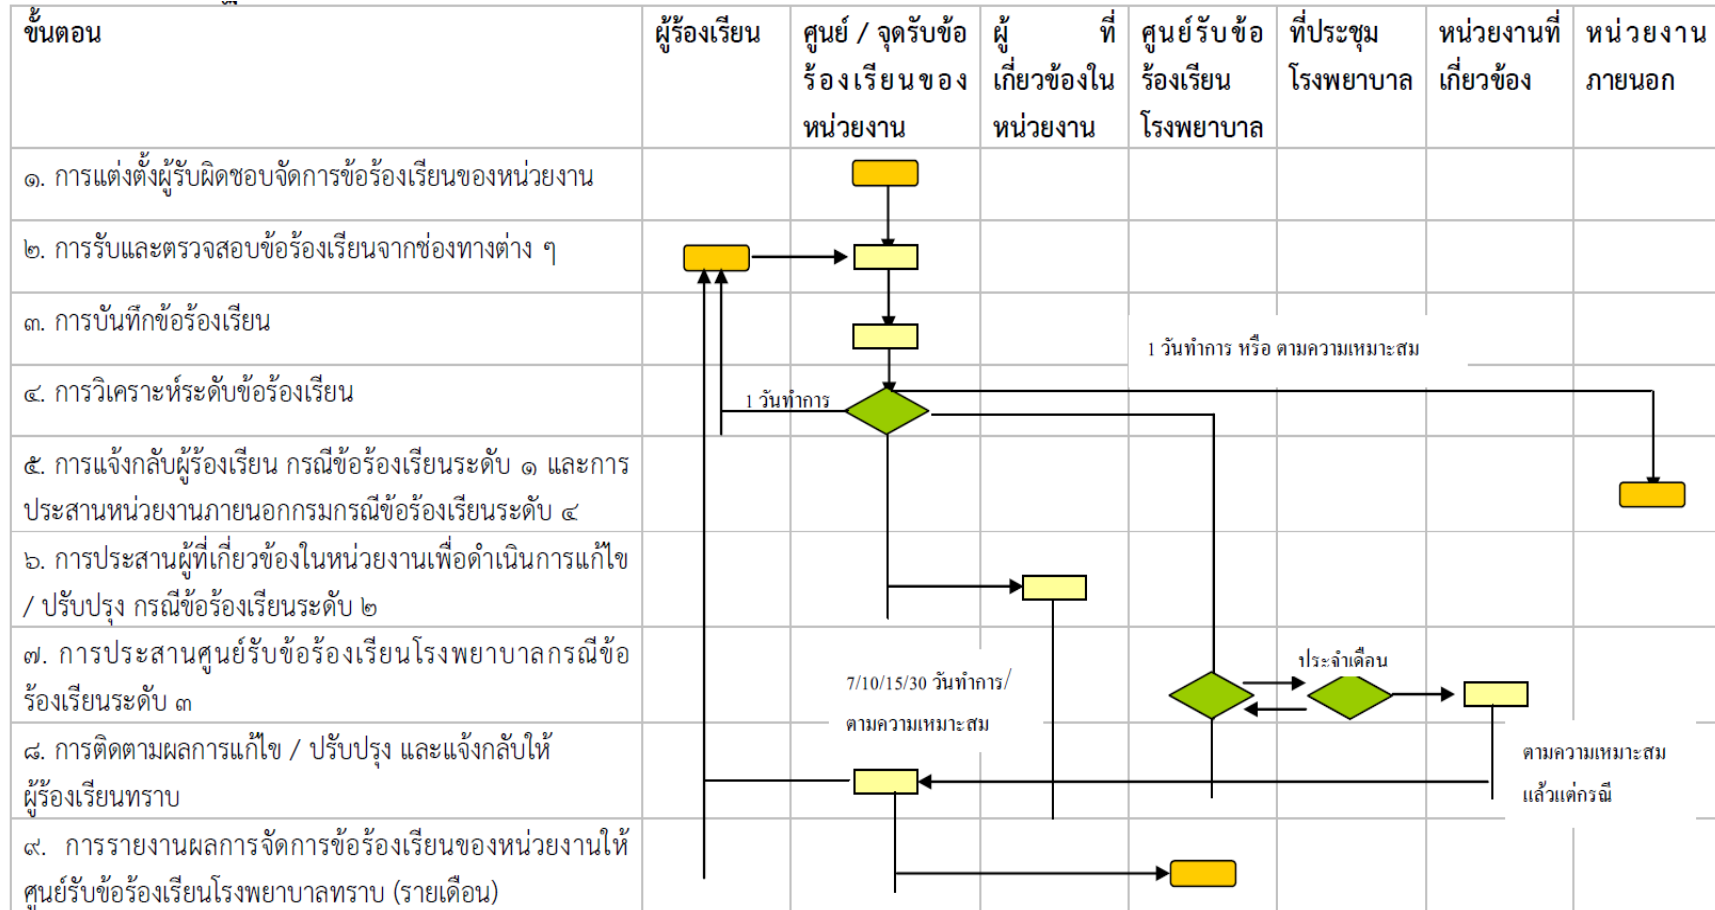 ขั้นตอน
ผู้ร้องเรียน
ศูนย์ / จุดรับข้อ
ร้องเรียนของ
หน่วยงาน
ผู้ ที่
เกี่ยวข้องใน
หน่วยงาน
ศูนย์รับข้อ
ร้องเรียน
โรงพยาบาล
ที่ประชุม
โรงพยาบาล
หน่วยงานที่
เกี่ยวข้อง
หน่วยงาน
ภายนอก
๑. การแต่งตั้งผู้รับผิดชอบจัดการข้อร้องเรียนของหน่วยงาน
๒. การรับและตรวจสอบข้อร้องเรียนจากช่องทางต่าง ๆ
๓. การบันทึกข้อร้องเรียน
1 วันทำการ หรือ ตามความเหมาะสม
๔. การวิเคราะห์ระดับข้อร้องเรียน
1 วันทำการ
๕. การแจ้งกลับผู้ร้องเรียน กรณีข้อร้องเรียนระดับ ๑ และการ
ประสานหน่วยงานภายนอกกรมกรณีข้อร้องเรียนระดับ ๔
๖. การประสานผู้ที่เกี่ยวข้องในหน่วยงานเพื่อดำเนินการแก้ไข
/ ปรับปรุง กรณีข้อร้องเรียนระดับ ๒
๗. การประสานศูนย์รับข้อร้องเรียนโรงพยาบาลกรณีข้อ
ร้องเรียนระดับ ๓
ประจำเดือน
7/10/15/30 วันทำการ/
ตามความเหมาะสม
๘. การติดตามผลการแก้ไข / ปรับปรุง และแจ้งกลับให้
ผู้ร้องเรียนทราบ
ตามความเหมาะสม
แล้วแต่กรณี
๙. การรายงานผลการจัดการข้อร้องเรียนของหน่วยงานให้
ศูนย์รับข้อร้องเรียนโรงพยาบาลทราบ (รายเดือน)